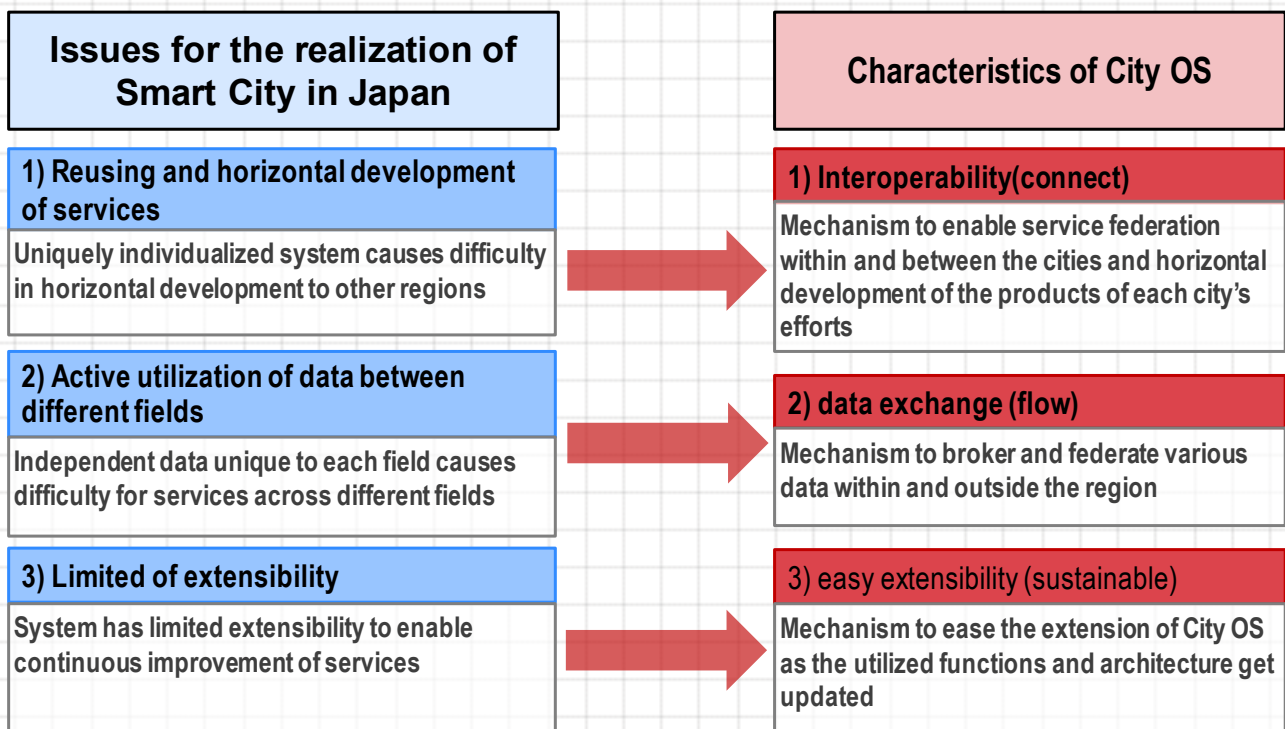 Issues for the realization of
Smart City in Japan
1) Reusing and horizontal development
of services
Uniquely individualized system causes difficulty
in horizontal development to other regions
2) Active utilization of data between
different fields
Independent data unique to each field causes
difficulty for services across different fields
3) Limited of extensibility
System has limited extensibility to enable
continuous improvement of services
Characteristics of City OS
1) Interoperability(connect)
Mechanism to enable service federation
within and between the cities and horizontal
development of the products of each city’s
efforts
2) data exchange (flow)
Mechanism to broker and federate various
data within and outside the region
3) easy extensibility (sustainable)
Mechanism to ease the extension of City OS
as the utilized functions and architecture get
updated